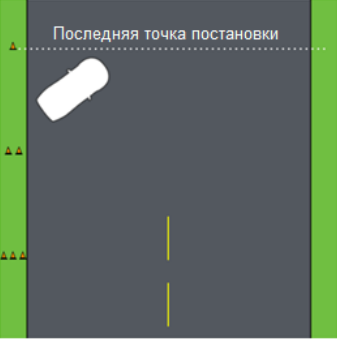 Последняя точка постановки